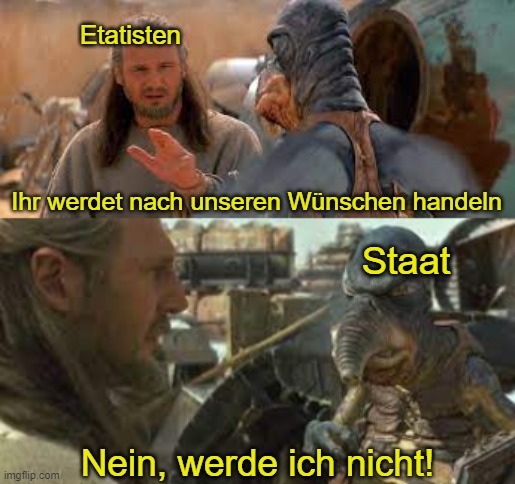 Etatisten
Ihr werdet nach unseren Wünschen handeln
Staat
Nein, werde ich nicht!
imgflip.com